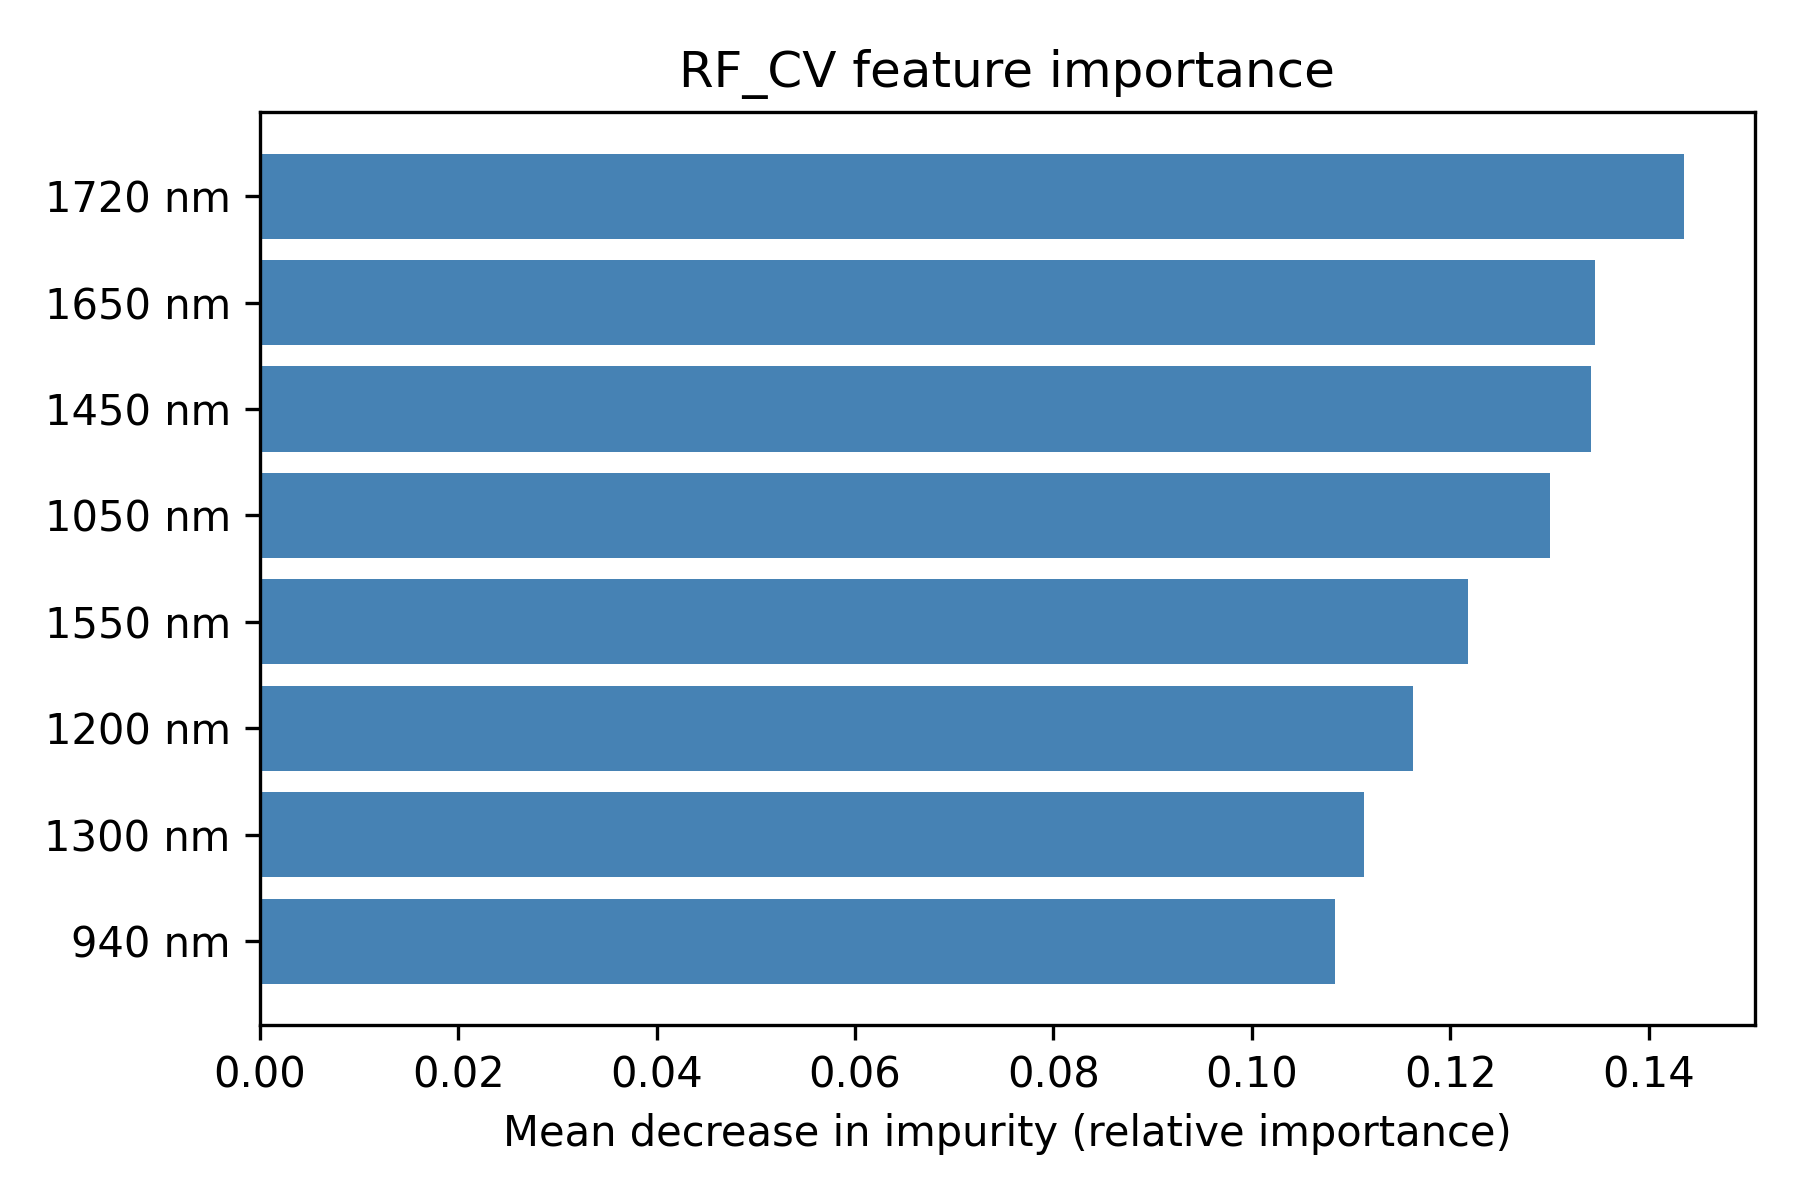 RF_CV feature importance
1720 nm
1650 nm
1450 nm
1050 nm
1550 nm
1200 nm
1300 nm
940 nm
0.00 0.02 0.04 0.06 0.08 0.10 0.12 0.14
Mean decrease in impurity (relative importance)